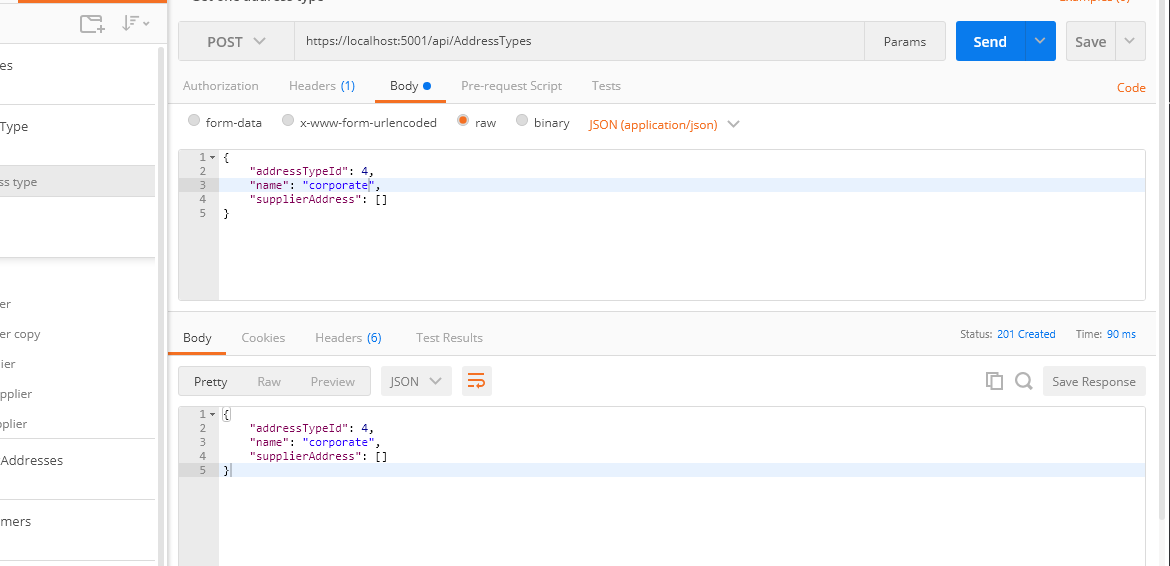 POST
https://localhost:5001/api/AddressTypes
Params
Send
Save
es
Authorization
Headers (1)
Body
Pre-request Script
Tests
Code
Type
form-data
x-www-form-urlencoded
raw
binary
JSON (application/json)
ss type
1 {
2 "addressTypeId": 4,
3 "name": "corporate",
4 "supplierAddress": []
5 }
er
er copy
ier
pplier
plier
Addresses
mers
Body
Cookies
Headers (6)
Test Results
Status: 201 Created
Time: 90 ms
Pretty
Raw
Preview
JSON
Save Response
1 {
2 "addressTypeId": 4,
3 "name": "corporate",
4 "supplierAddress": []
5 }